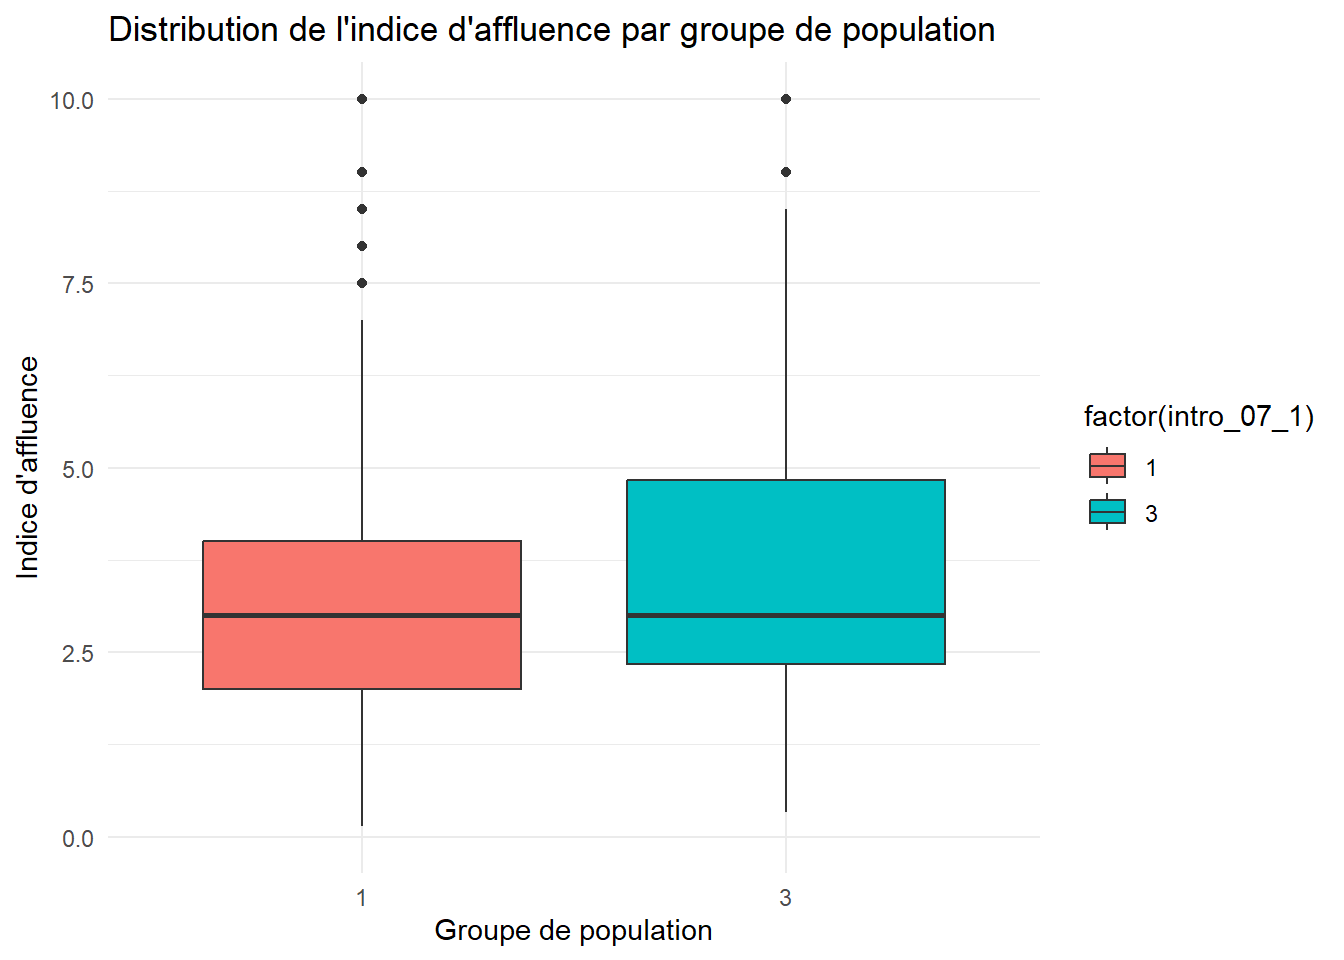 Distribution de l'indice d'affluence par groupe de population
10.0
7.5
5.0
2.5
0.0
Indice d'affluence
1
3
Groupe de population
factor(intro_07_1)
1
3